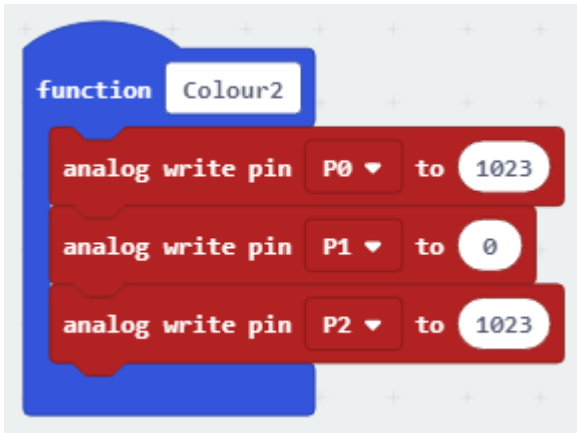 function Colour2
analog write pin P0 to 1023
analog write pin P1 to 0
analog write pin P2 to 1023